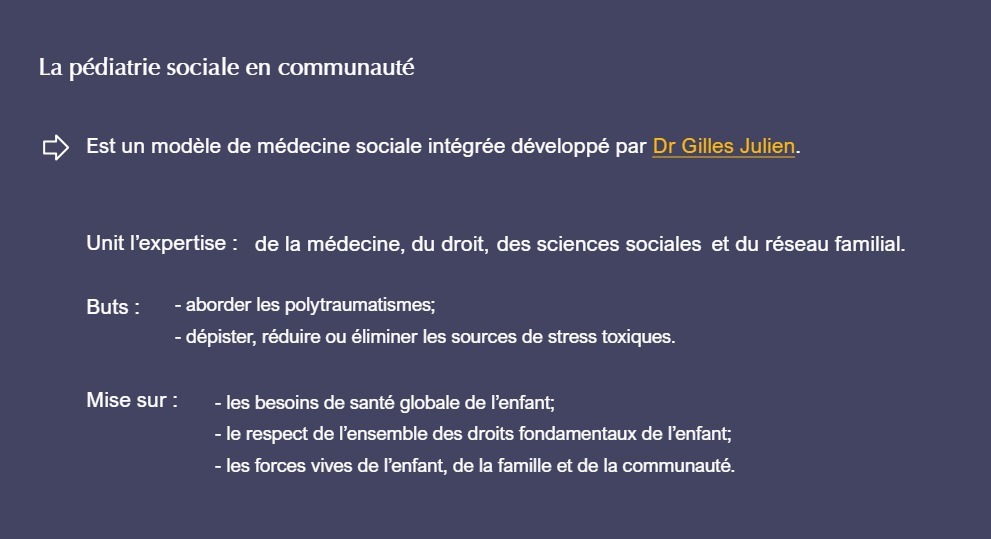 La pédiatrie sociale en communauté
Est un modèle de médecine sociale intégrée développé par Dr Gilles Julien.
Unit l’expertise : de la médecine, du droit, des sciences sociales et du réseau familial.
Buts :
- aborder les polytraumatismes;
- dépister, réduire ou éliminer les sources de stress toxiques.
Mise sur :
- les besoins de santé globale de l’enfant;
- le respect de l’ensemble des droits fondamentaux de l’enfant;
- les forces vives de l’enfant, de la famille et de la communauté.